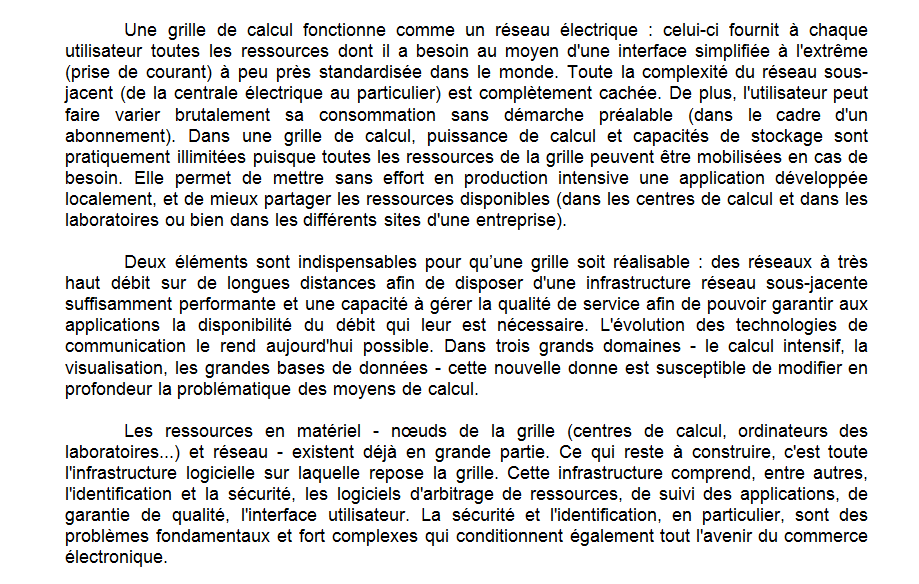 Une grille de calcul fonctionne comme un réseau électrique : celui-ci fournit à chaque
utilisateur toutes les ressources dont il a besoin au moyen d'une interface simplifiée à l'extrême
(prise de courant) à peu près standardisée dans le monde. Toute la complexité du réseau sous-
jacent (de la centrale électrique au particulier) est complètement cachée. De plus, l'utilisateur peut
faire varier brutalement sa consommation sans démarche préalable (dans le cadre d'un
abonnement). Dans une grille de calcul, puissance de calcul et capacités de stockage sont
pratiquement illimitées puisque toutes les ressources de la grille peuvent être mobilisées en cas de
besoin. Elle permet de mettre sans effort en production intensive une application développée
localement, et de mieux partager les ressources disponibles (dans les centres de calcul et dans les
laboratoires ou bien dans les différents sites d'une entreprise).
Deux éléments sont indispensables pour qu’une grille soit réalisable : des réseaux à très
haut débit sur de longues distances afin de disposer d'une infrastructure réseau sous-jacente
suffisamment performante et une capacité à gérer la qualité de service afin de pouvoir garantir aux
applications la disponibilité du débit qui leur est nécessaire. L'évolution des technologies de
communication le rend aujourd'hui possible. Dans trois grands domaines - le calcul intensif, la
visualisation, les grandes bases de données - cette nouvelle donne est susceptible de modifier en
profondeur la problématique des moyens de calcul.
Les ressources en matériel - nœuds de la grille (centres de calcul, ordinateurs des
laboratoires...) et réseau - existent déjà en grande partie. Ce qui reste à construire, c'est toute
l'infrastructure logicielle sur laquelle repose la grille. Cette infrastructure comprend, entre autres,
l'identification et la sécurité, les logiciels d'arbitrage de ressources, de suivi des applications, de
garantie de qualité, l'interface utilisateur. La sécurité et l'identification, en particulier, sont des
problèmes fondamentaux et fort complexes qui conditionnent également tout l'avenir du commerce
électronique.